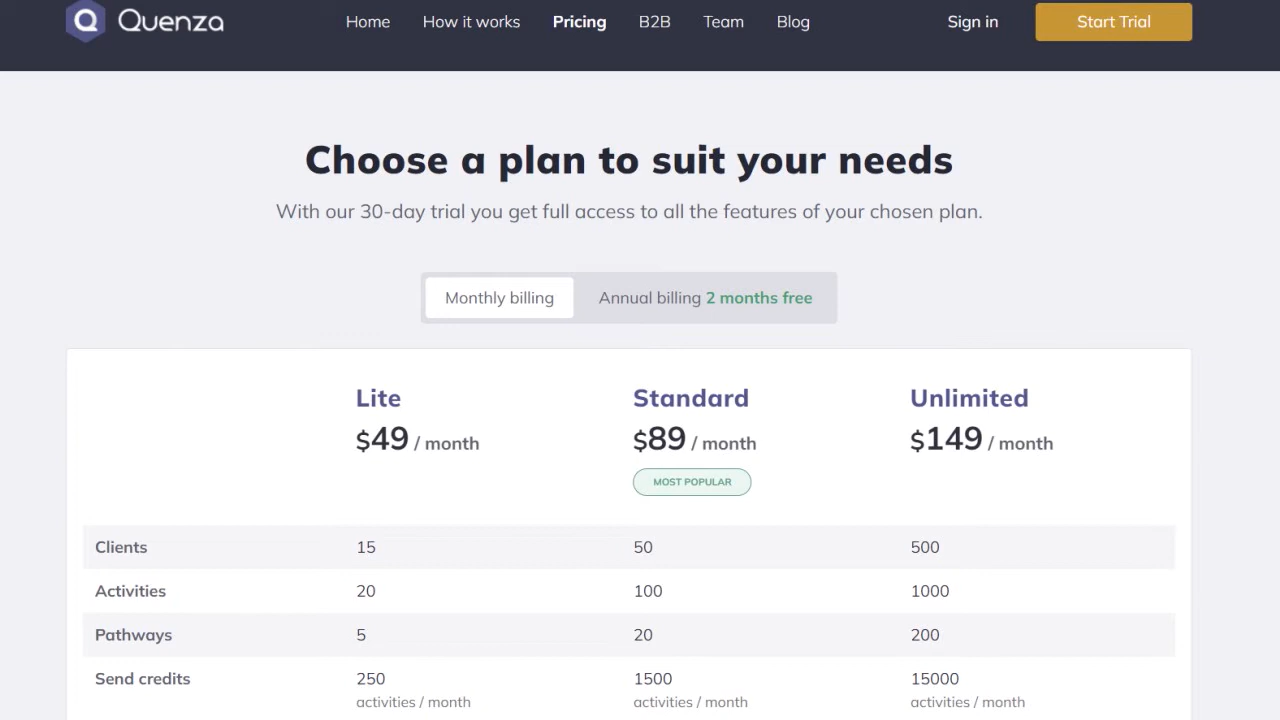 Quenza Home How it works Pricing B2B Team Blog Sign in Start Trial
Choose a plan to suit your needs
With our 30-day trial you get full access to all the features of your chosen plan.
Monthly billing Annual billing 2 months free
Lite Standard Unlimited
$49 / month $89 / month $149 / month
MOST POPULAR
Clients 15 50 500
Activities 20 100 1000
Pathways 5 20 200
Send credits 250 1500 15000
activities / month activities / month activities / month